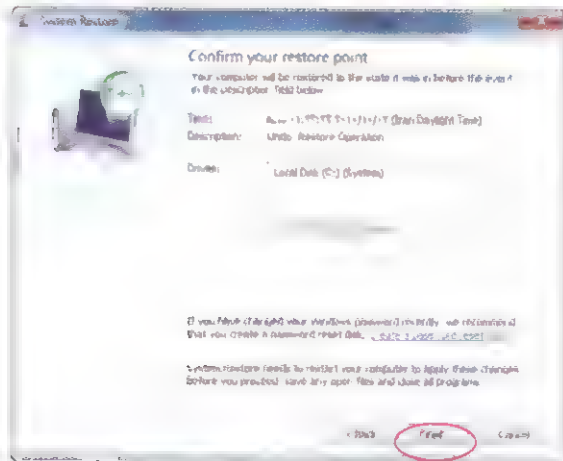 System Restore
Confirm your restore point
Your computer will be restored to the state it was in before the event
in the Description field below.
Time: (Iran Daylight Time)
Description: Undo: Restore Operation
Drives: Local Disk (C:) (System)
If you have changed your Windows password recently, we recommend
that you create a password reset disk.
System Restore needs to restart your computer to apply these changes.
Before you proceed, save any open files and close all programs.
< Back Finish Cancel